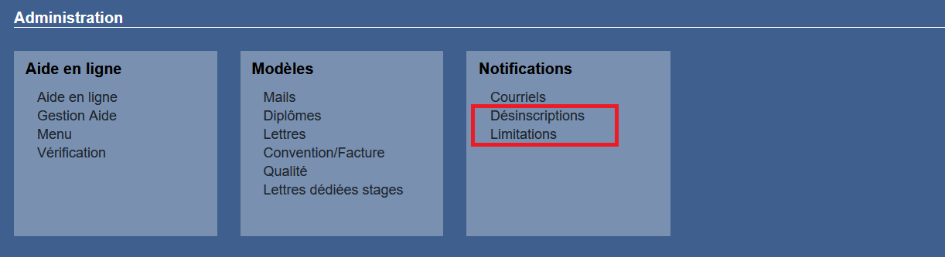 Administration
Aide en ligne
Aide en ligne
Gestion Aide
Menu
Vérification
Modèles
Mails
Diplômes
Lettres
Convention/Facture
Qualité
Lettres dédiées stages
Notifications
Courriels
Désinscriptions
Limitations